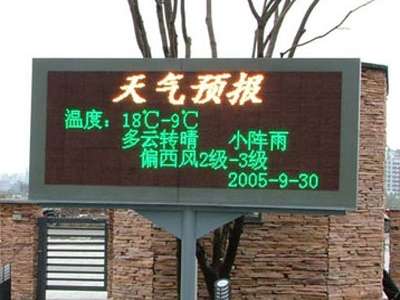 天气预报
温度：18℃-9℃
多云转晴 小阵雨
偏西风2级-3级
2005-9-30